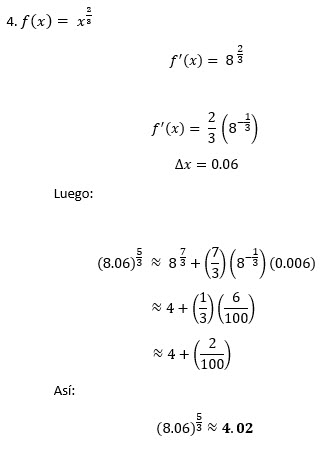 4. f(x) = x^(2/3)
f′(x) = 8^(2/3)
f′(x) = 2/3 (8^(−1/3))
Δx = 0.06
Luego:
(8.06)^(5/3) ≈ 8^(7/3) + (7/3)(8^(−1/3))(0.006)
≈ 4 + (1/3)(6/100)
≈ 4 + (2/100)
Así:
(8.06)^(5/3) ≈ 4.02